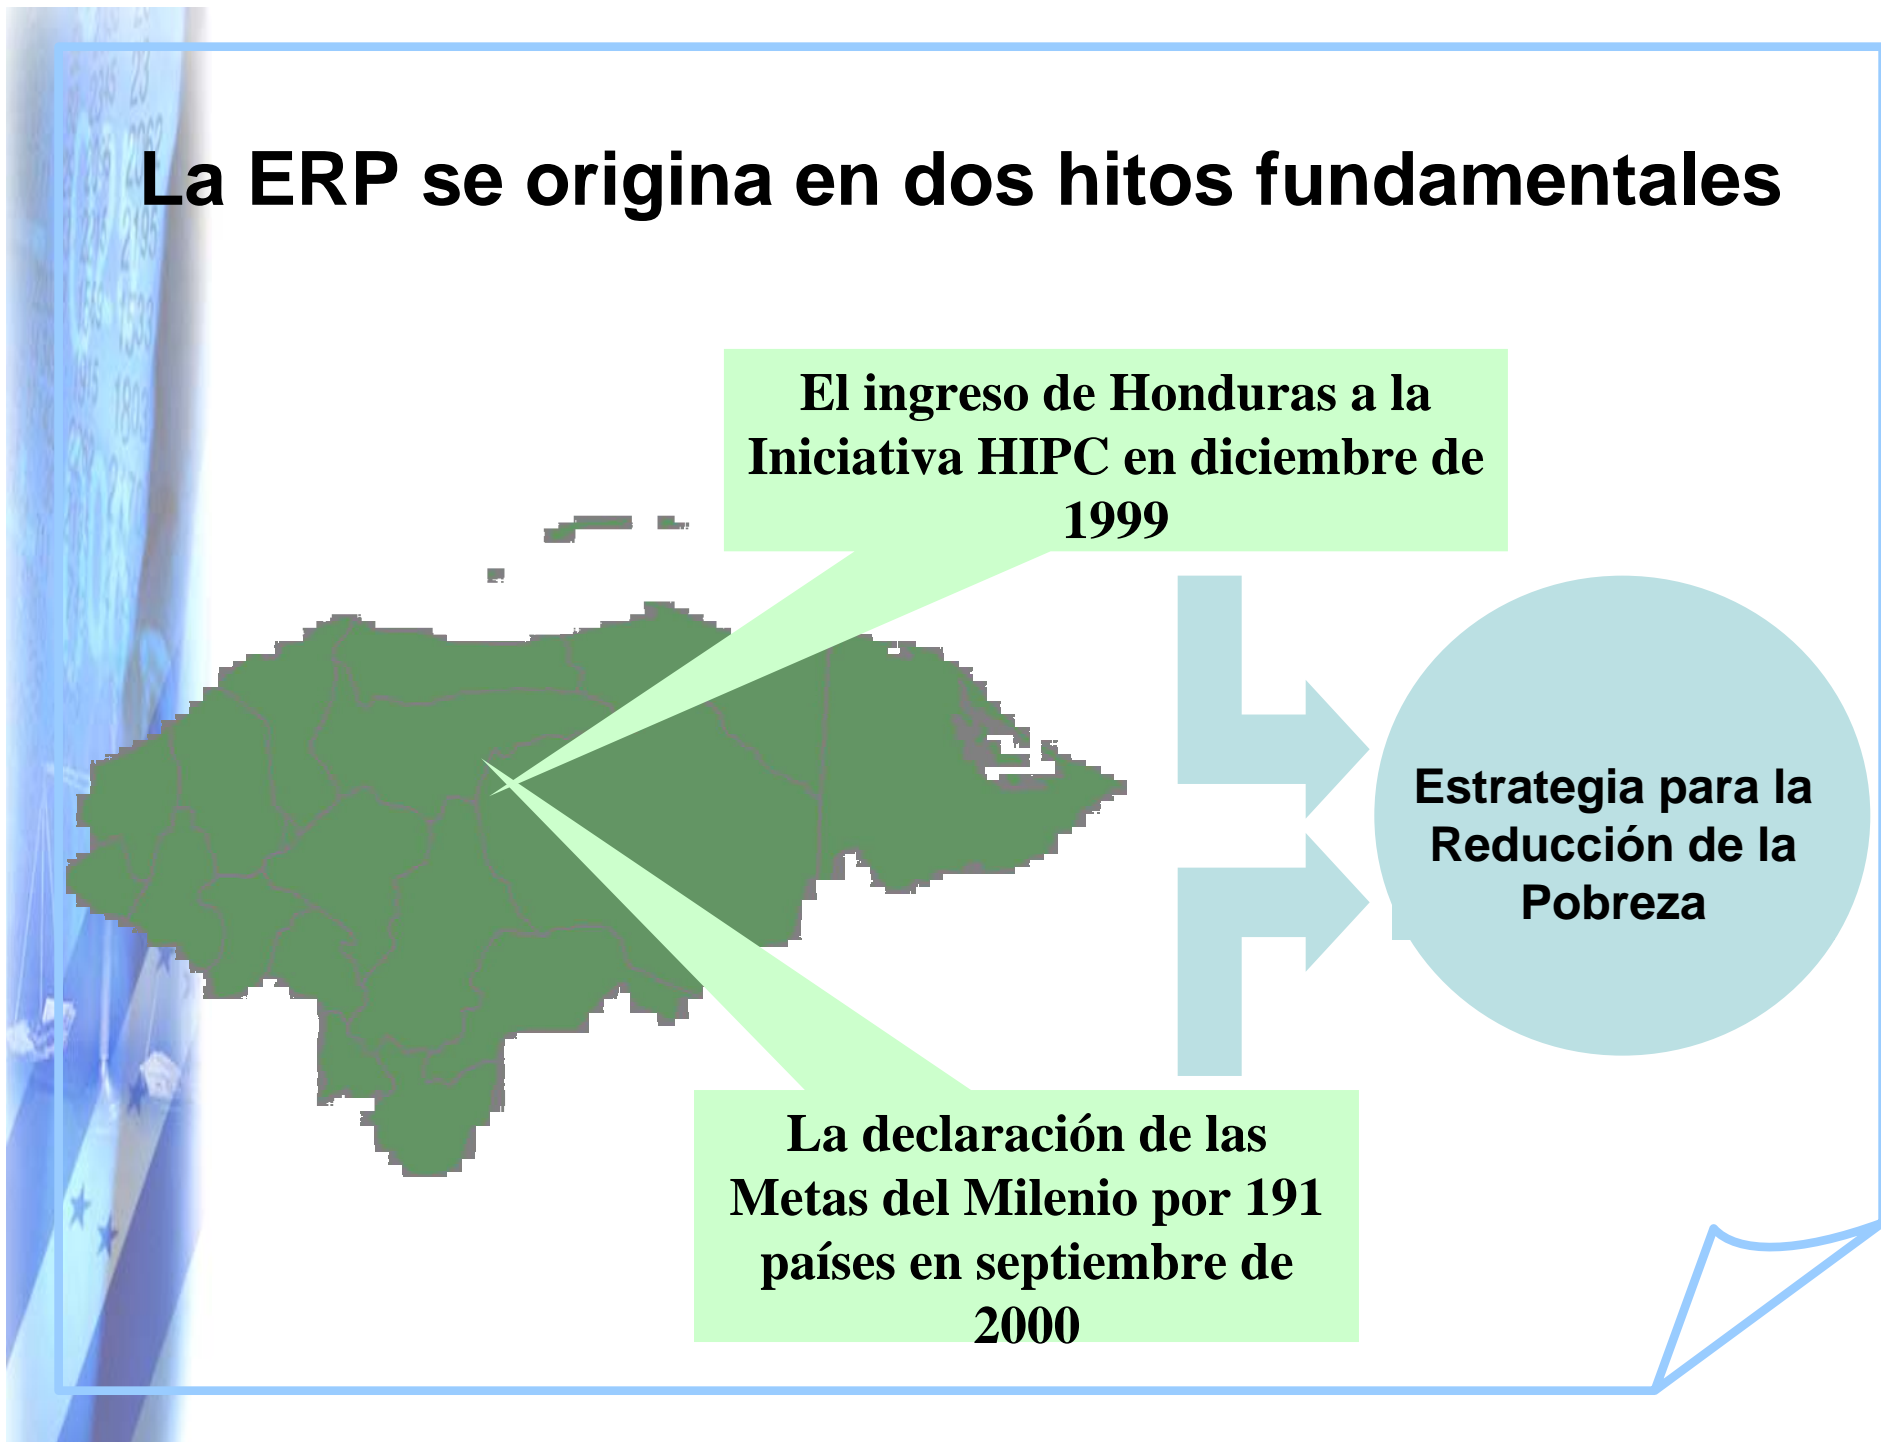 La ERP se origina en dos hitos fundamentales
El ingreso de Honduras a la
Iniciativa HIPC en diciembre de
1999
Estrategia para la
Reducción de la
Pobreza
La declaración de las
Metas del Milenio por 191
países en septiembre de
2000